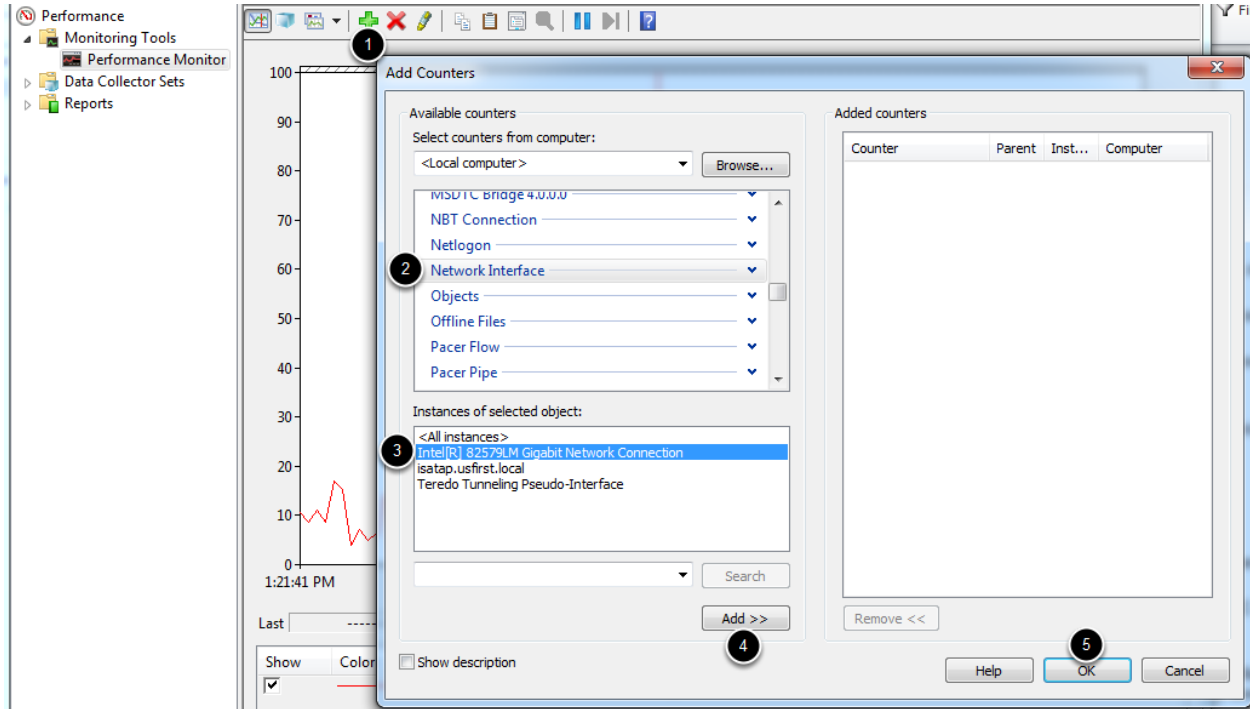 Performance
Monitoring Tools
Performance Monitor
Data Collector Sets
Reports
Fi
1
100
90
80
70
60
50
40
30
20
10
0
1:21:41 PM
Last -----
Show Color
Add Counters
Available counters
Select counters from computer:
<Local computer>
Browse...
MSDTC Bridge 4.0.0.0
NBT Connection
Netlogon
2 Network Interface
Objects
Offline Files
Pacer Flow
Pacer Pipe
Instances of selected object:
<All instances>
3 Intel[R] 82579LM Gigabit Network Connection
isatap.usfirst.local
Teredo Tunneling Pseudo-Interface
Search
Add >>
4
Show description
Added counters
Counter Parent Inst... Computer
Remove <<
5
Help OK Cancel